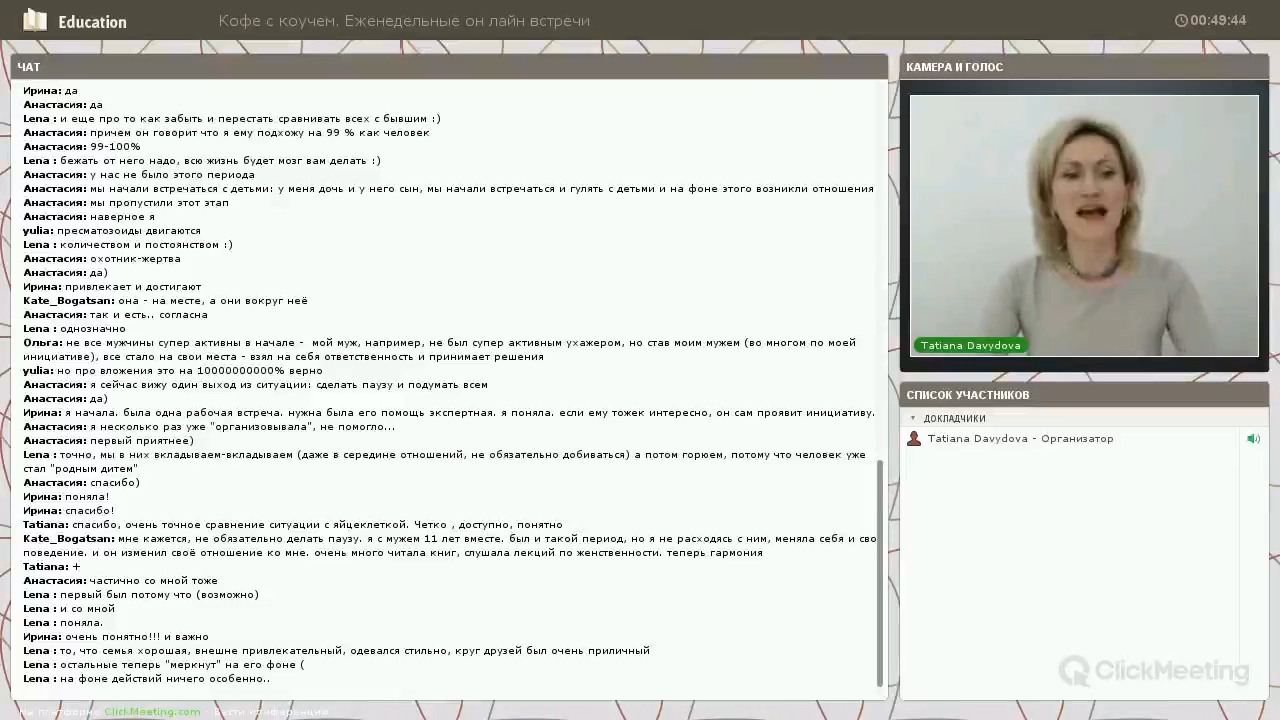 Education
Кофе с коучем. Еженедельные он лайн встречи
00:49:44
ЧАТ
Ирина: да
Анастасия: да
Lena : и еще про то как забыть и перестать сравнивать всех с бывшим :)
Анастасия: причем он говорит что я ему подхожу на 99 % как человек
Анастасия: 99-100%
Lena : бежать от него надо, всю жизнь будет мозг вам делать :)
Анастасия: у нас не было этого периода
Анастасия: мы начали встречаться с детьми: у меня дочь и у него сын, мы начали встречаться и гулять с детьми и на фоне этого возникли отношения
Анастасия: мы пропустили этот этап
Анастасия: наверное я
yulia: пресматозоиды двигаются
Lena : количеством и постоянством :)
Анастасия: охотник-жертва
Анастасия: да)
Ирина: привлекает и достигают
Kate_Bogatsan: она - на месте, а они вокруг неё
Анастасия: так и есть.. согласна
Lena : однозначно
Ольга: не все мужчины супер активны в начале - мой муж, например, не был супер активным ухажером, но став моим мужем (во многом по моей
инициативе), все стало на свои места - взял на себя ответственность и принимает решения
yulia: но про вложения это на 10000000000% верно
Анастасия: я сейчас вижу один выход из ситуации: сделать паузу и подумать всем
Анастасия: да)
Ирина: я начала. была одна рабочая встреча. нужна была его помощь экспертная. я поняла. если ему тожек интересно, он сам проявит инициативу.
Анастасия: я несколько раз уже "организовывала", не помогло...
Анастасия: первый приятнее)
Lena : точно, мы в них вкладываем-вкладываем (даже в середине отношений, не обязательно добиваться) а потом горюем, потому что человек уже
стал "родным дитем"
Анастасия: спасибо)
Ирина: поняла!
Ирина: спасибо!
Tatiana: спасибо, очень точное сравнение ситуации с яйцеклеткой. Четко , доступно, понятно
Kate_Bogatsan: мне кажется, не обязательно делать паузу. я с мужем 11 лет вместе. был и такой период, но я не расходясь с ним, меняла себя и сво
поведение. и он изменил своё отношение ко мне. очень много читала книг, слушала лекций по женственности. теперь гармония
Tatiana: +
Анастасия: частично со мной тоже
Lena : первый был потому что (возможно)
Lena : и со мной
Lena : поняла.
Ирина: очень понятно!!! и важно
Lena : то, что семья хорошая, внешне привлекательный, одевался стильно, круг друзей был очень приличный
Lena : остальные теперь "меркнут" на его фоне (
Lena : на фоне действий ничего особенно..
КАМЕРА И ГОЛОС
Tatiana Davydova
СПИСОК УЧАСТНИКОВ
ДОКЛАДЧИКИ
Tatiana Davydova - Организатор
ClickMeeting
На платформе ClickMeeting.com Вести конференцию